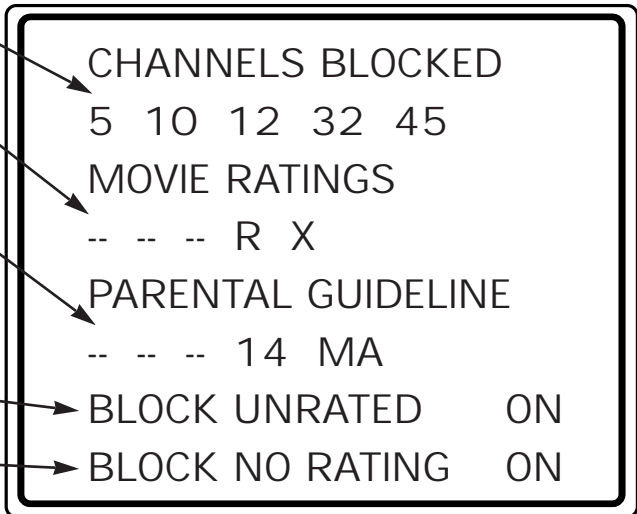 CHANNELS BLOCKED
5 10 12 32 45
MOVIE RATINGS
-- -- -- R X
PARENTAL GUIDELINE
-- -- -- 14 MA
BLOCK UNRATED ON
BLOCK NO RATING ON